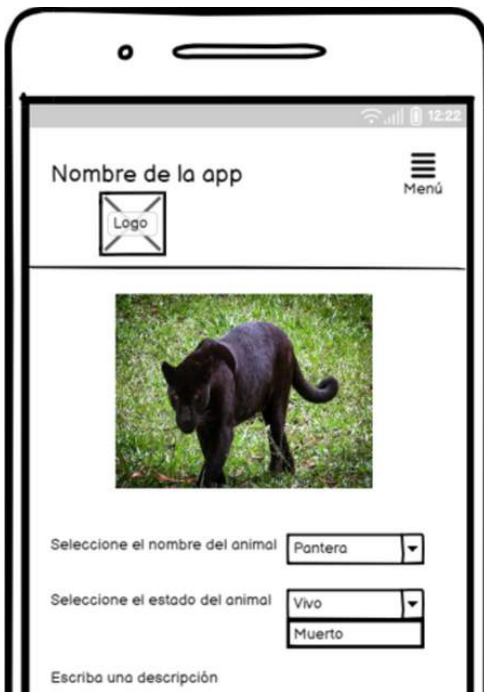 12:22
Nombre de la app
Menú
Logo
Seleccione el nombre del animal
Pantera
Seleccione el estado del animal
Vivo
Muerto
Escriba una descripción